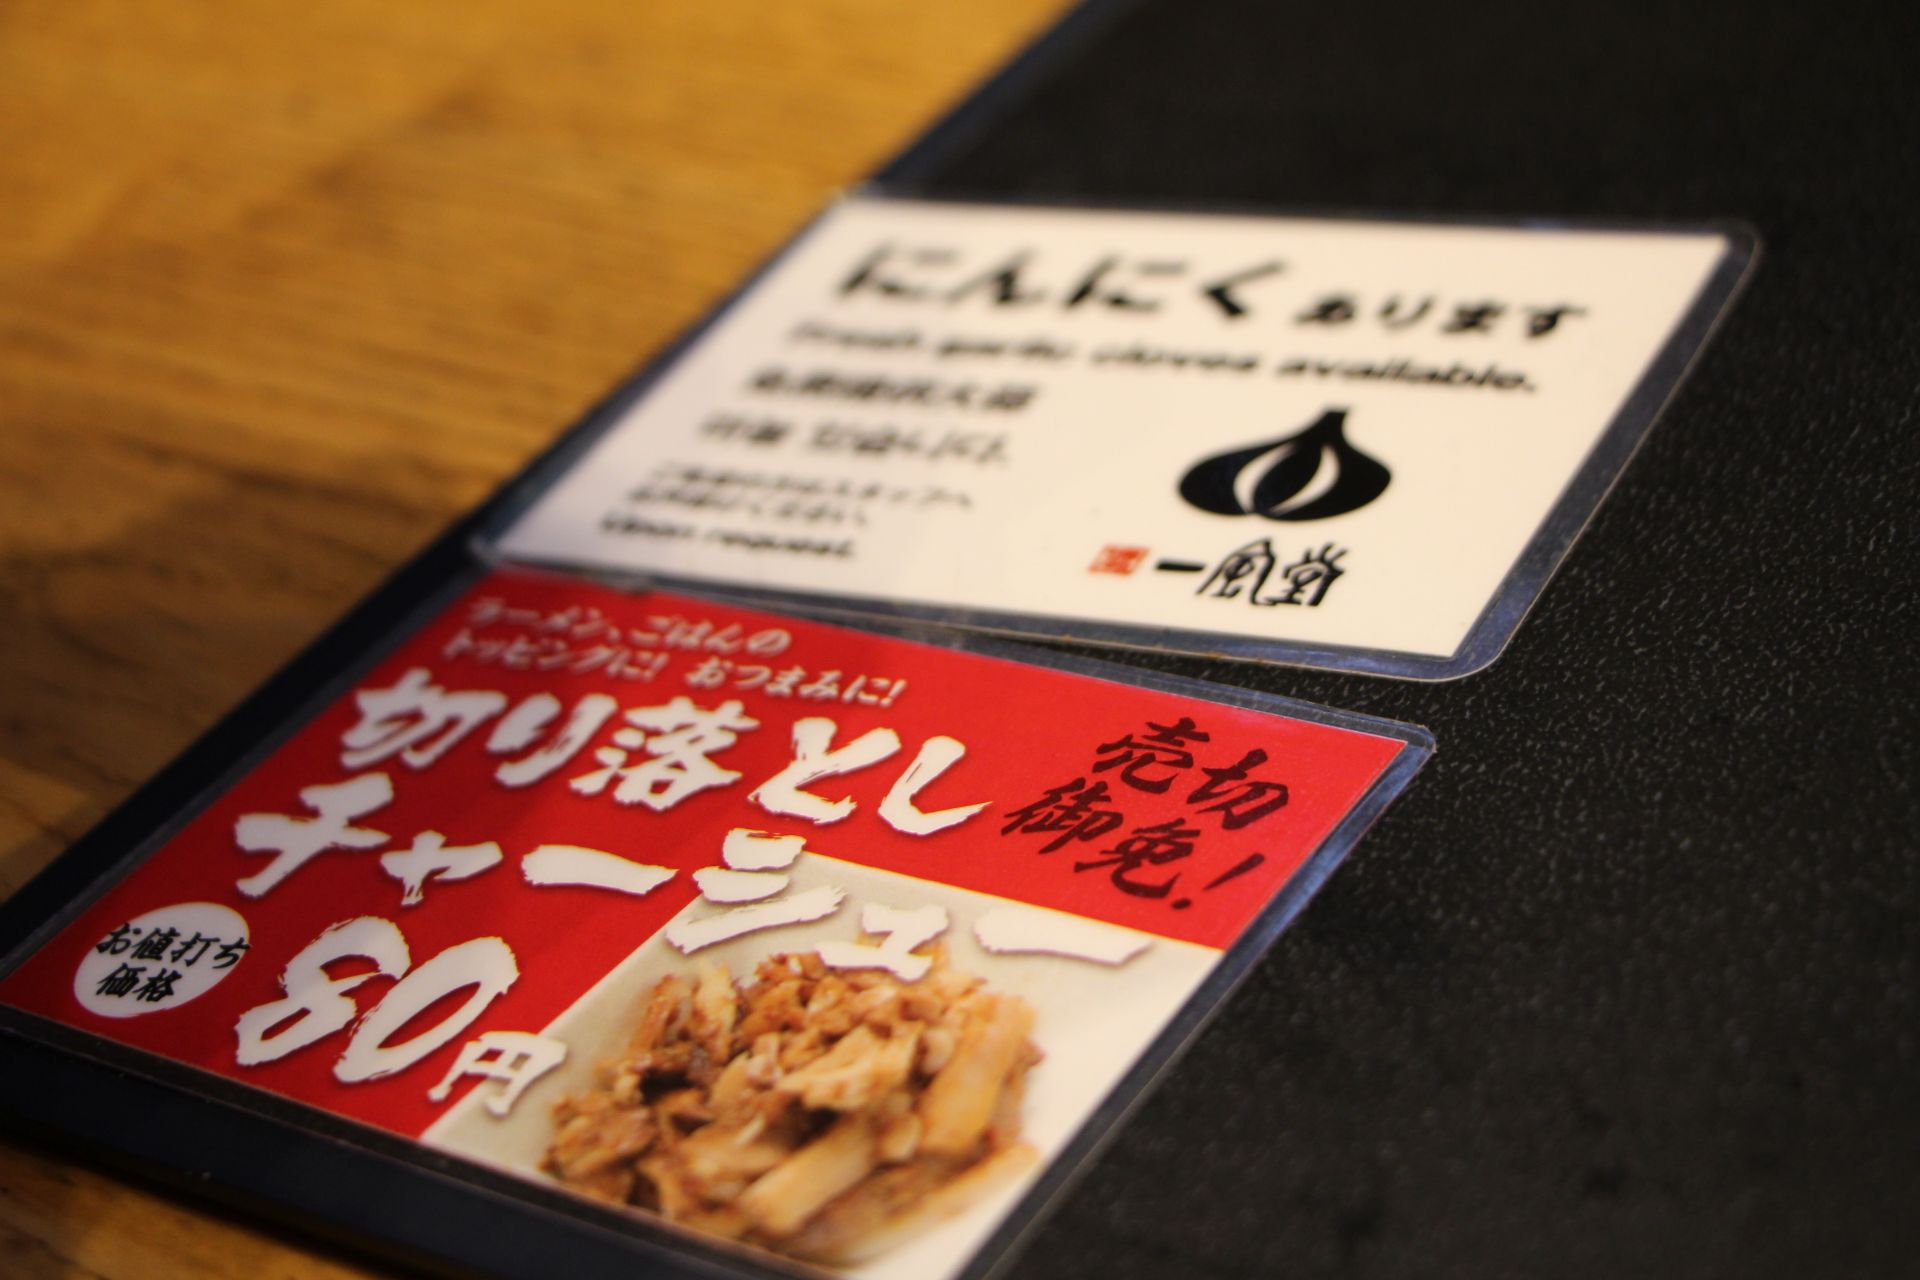 にんにくあります
Fresh garlic cloves available.
Upon request.
一風堂
ラーメン、ごはんの
トッピングに! おつまみに!
切り落とし
チャーシュー
売切
御免!
お値打ち
価格
80円